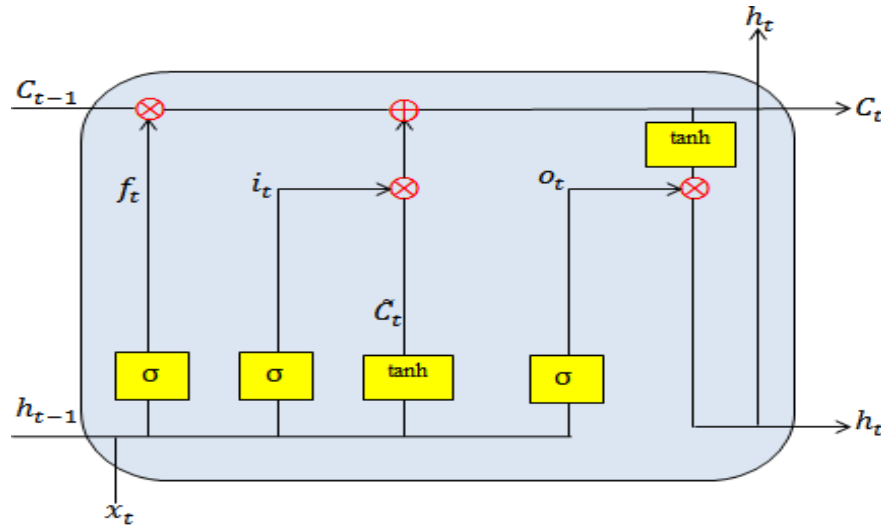 h_t
C_{t-1}
C_t
tanh
f_t
i_t
o_t
C̃_t
σ
σ
tanh
σ
h_{t-1}
h_t
x_t